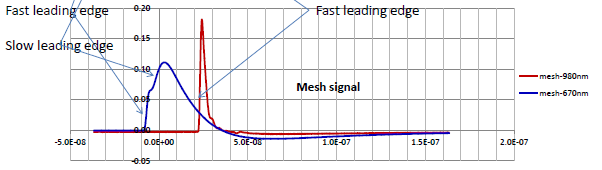 0.20
Fast leading edge
Fast leading edge
0.15
Slow leading edge
0.10
Mesh signal
mesh-980nm
mesh-670nm
0.05
0.00
-5.0E-08 0.0E+00 5.0E-08 1.0E-07 1.5E-07 2.0E-07
-0.05